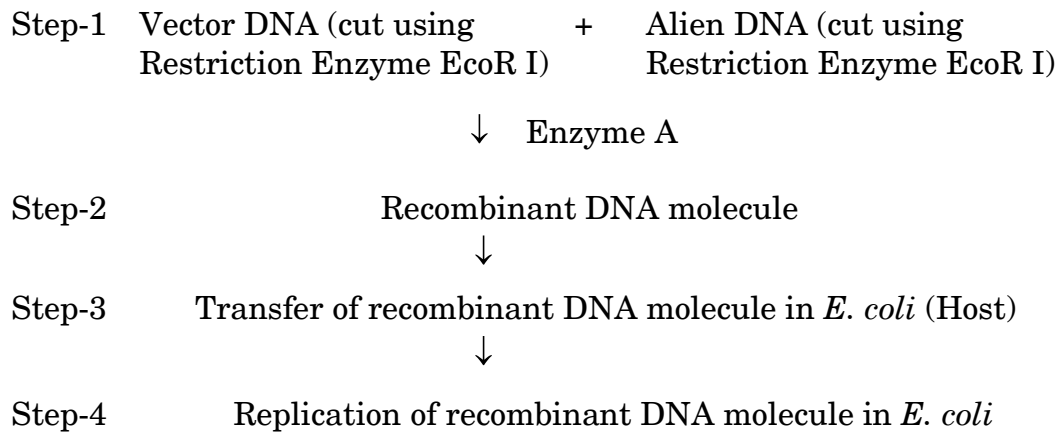 Step-1 Vector DNA (cut using + Alien DNA (cut using
Restriction Enzyme EcoR I) Restriction Enzyme EcoR I)
↓ Enzyme A
Step-2 Recombinant DNA molecule
↓
Step-3 Transfer of recombinant DNA molecule in E. coli (Host)
↓
Step-4 Replication of recombinant DNA molecule in E. coli